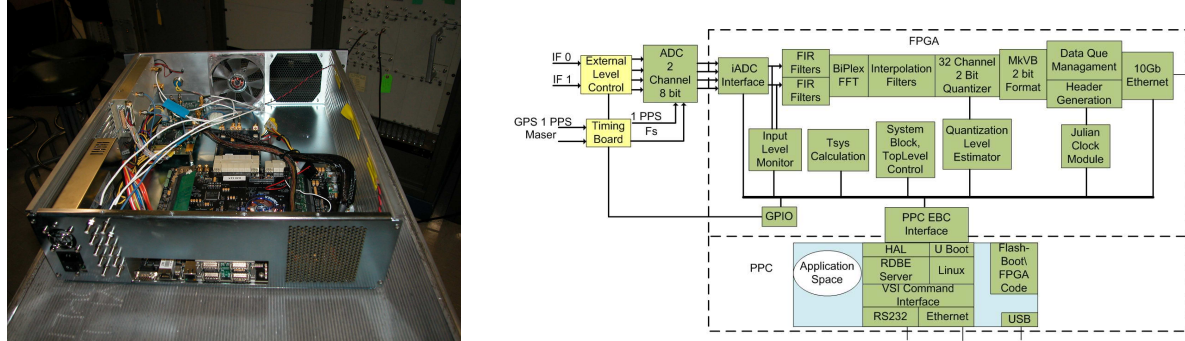 FPGA
IF 0
IF 1
External
Level
Control
ADC
2
Channel
8 bit
iADC
Interface
FIR
Filters
FIR
Filters
BiPlex
FFT
Interpolation
Filters
32 Channel
2 Bit
Quantizer
MkVB
2 bit
Format
Data Que
Managament
Header
Generation
10Gb
Ethernet
GPS 1 PPS
Maser
Timing
Board
1 PPS
Fs
Input
Level
Monitor
Tsys
Calculation
System
Block,
TopLevel
Control
Quantization
Level
Estimator
Julian
Clock
Module
GPIO
PPC EBC
Interface
PPC
Application
Space
HAL
U Boot
RDBE
Server
Linux
VSI Command
Interface
RS232
Ethernet
Flash-
Boot\
FPGA
Code
USB